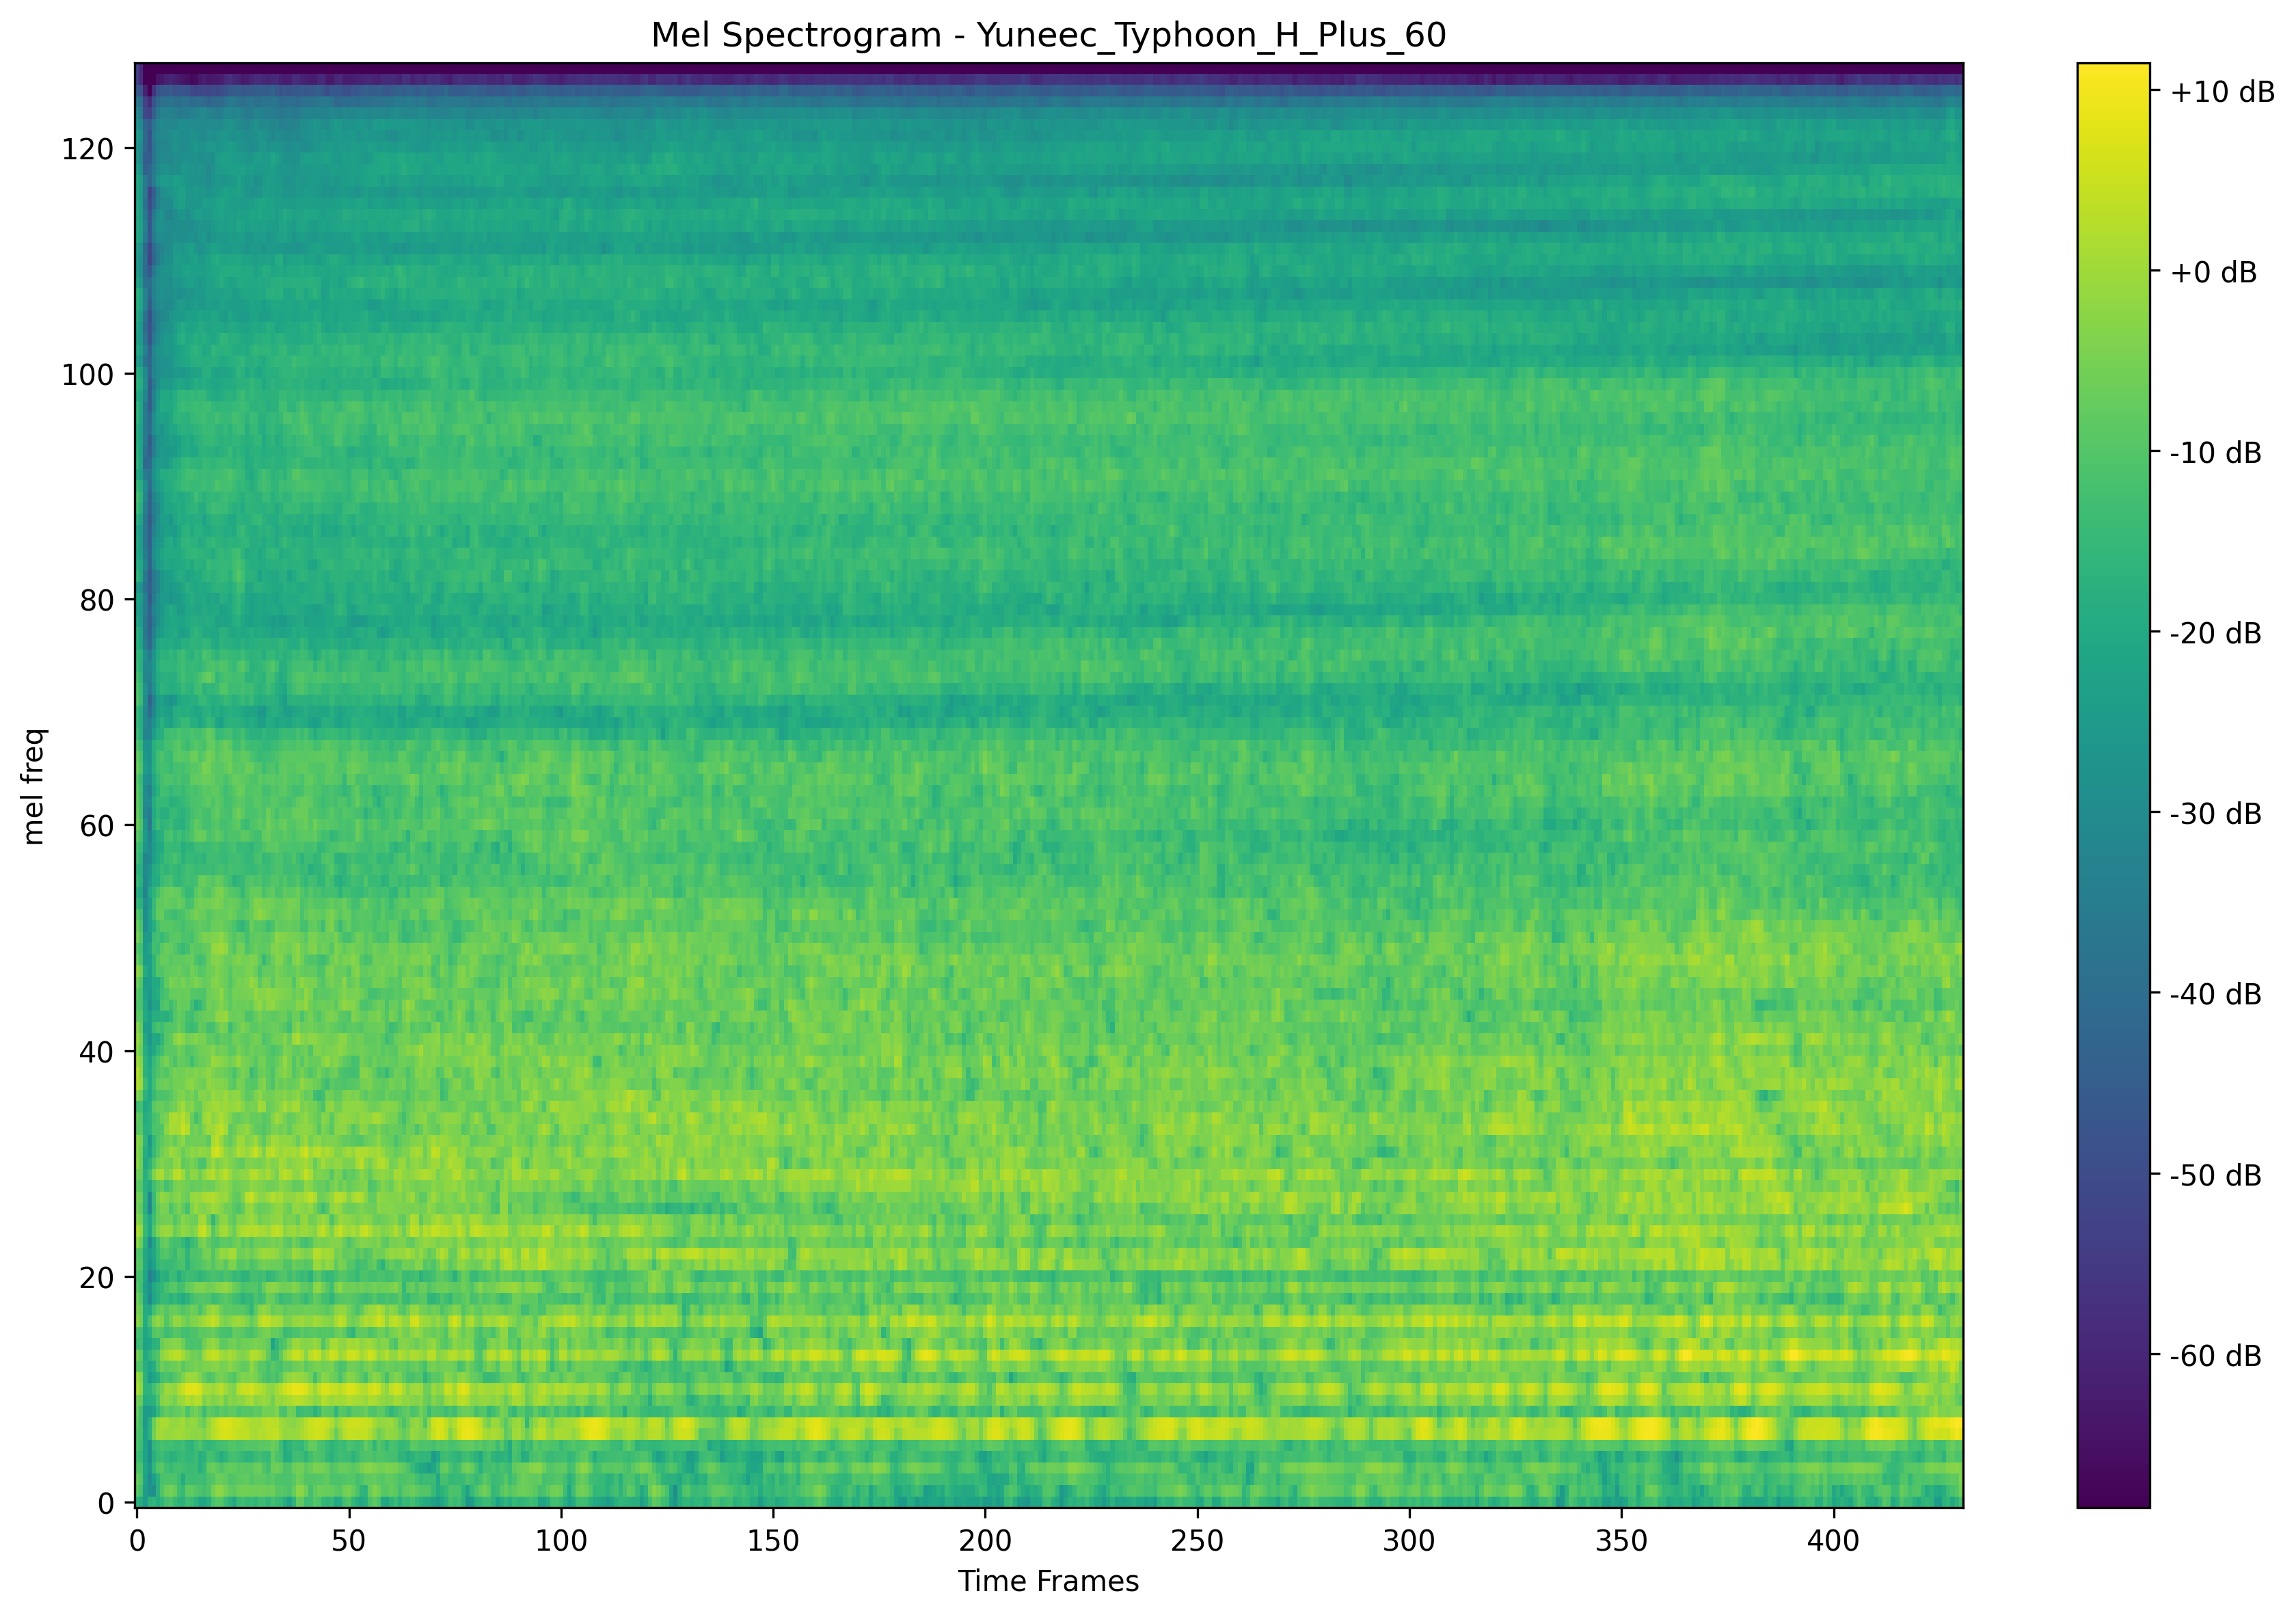 Mel Spectrogram - Yuneec_Typhoon_H_Plus_60
mel freq
120
100
80
60
40
20
0
0 50 100 150 200 250 300 350 400
Time Frames
+10 dB
+0 dB
-10 dB
-20 dB
-30 dB
-40 dB
-50 dB
-60 dB